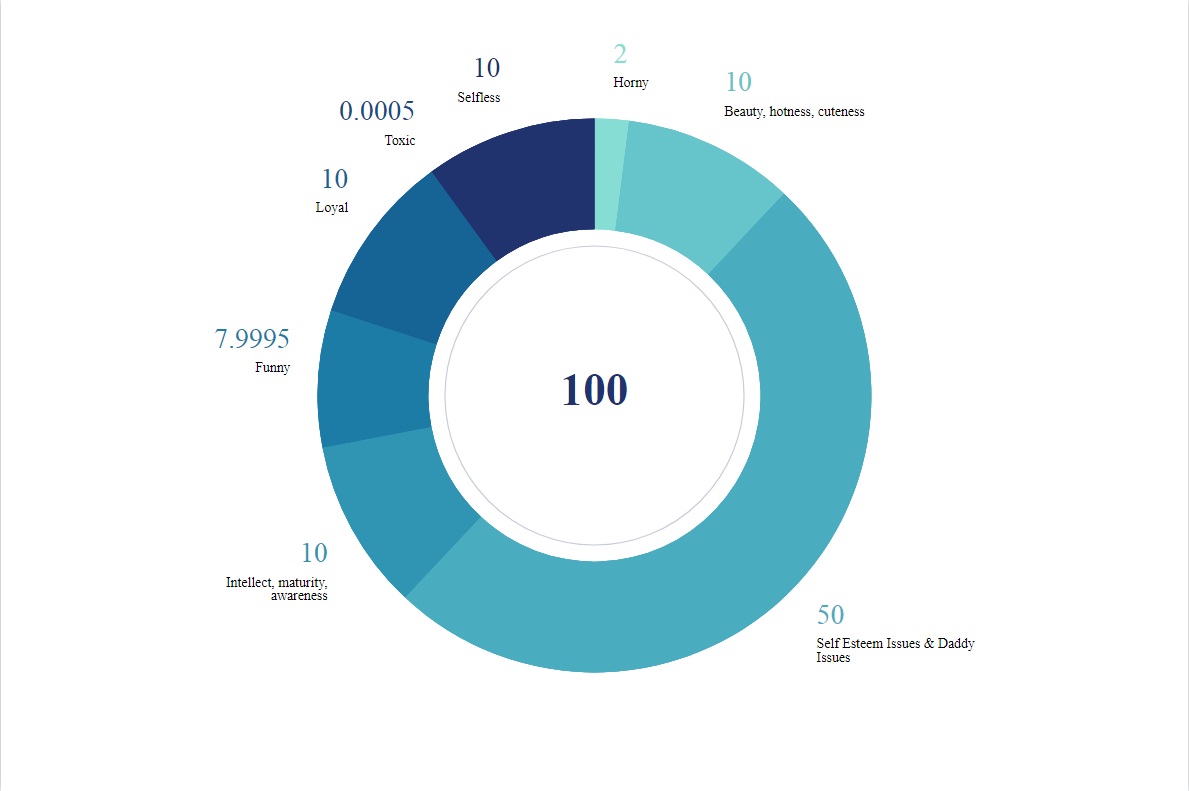 2
Horny
10
Beauty, hotness, cuteness
50
Self Esteem Issues & Daddy
Issues
10
Intellect, maturity,
awareness
7.9995
Funny
10
Loyal
0.0005
Toxic
10
Selfless
100